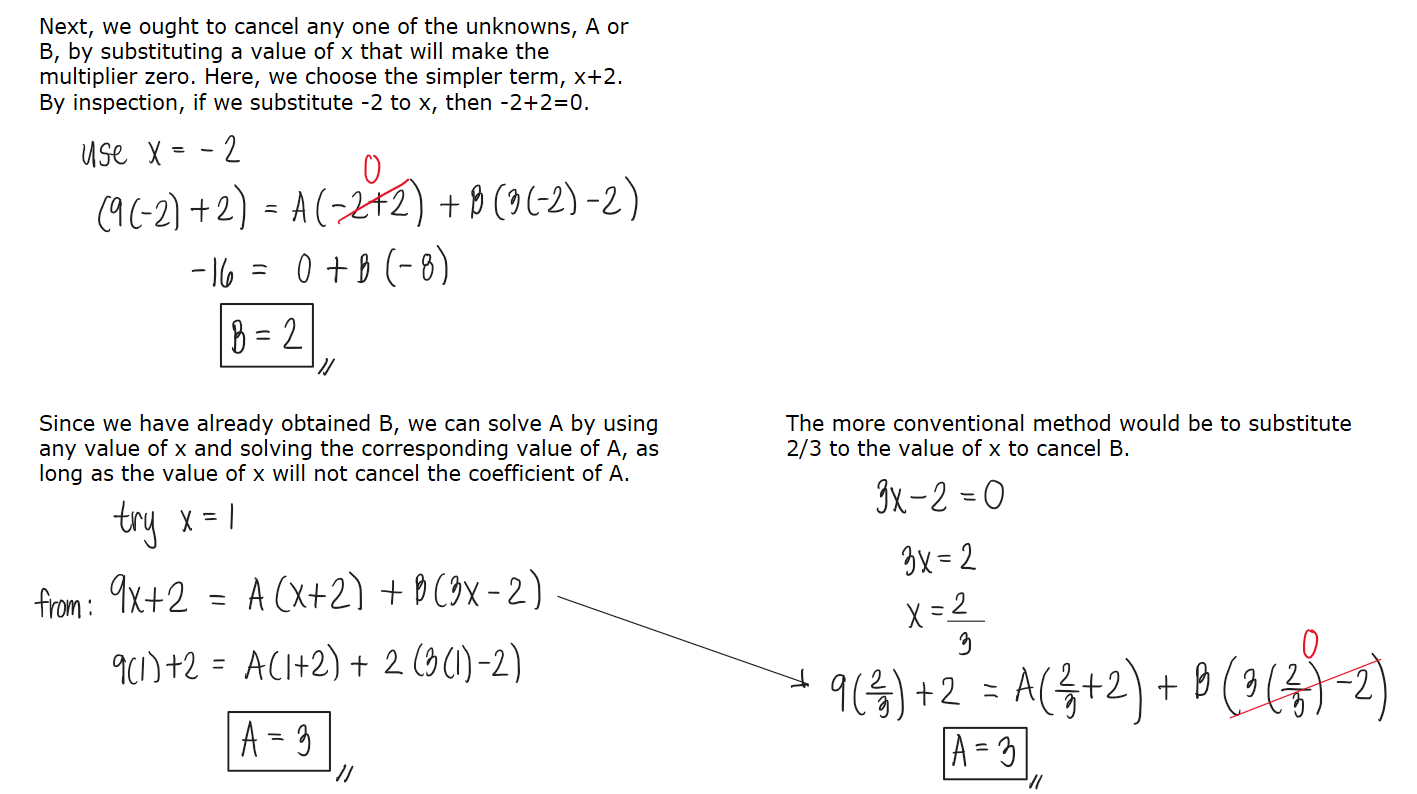 Next, we ought to cancel any one of the unknowns, A or
B, by substituting a value of x that will make the
multiplier zero. Here, we choose the simpler term, x+2.
By inspection, if we substitute -2 to x, then -2+2=0.
use x = -2
0
(9(-2)+2) = A(-2+2) + B(3(-2)-2)
-16 = 0 + B(-8)
B = 2
Since we have already obtained B, we can solve A by using
any value of x and solving the corresponding value of A, as
long as the value of x will not cancel the coefficient of A.
try x = 1
from: 9x+2 = A(x+2) + B(3x-2)
9(1)+2 = A(1+2) + 2(3(1)-2)
A = 3
The more conventional method would be to substitute
2/3 to the value of x to cancel B.
3x-2 = 0
3x = 2
x = 2/3
0
9(2/3)+2 = A(2/3+2) + B(3(2/3)-2)
A = 3